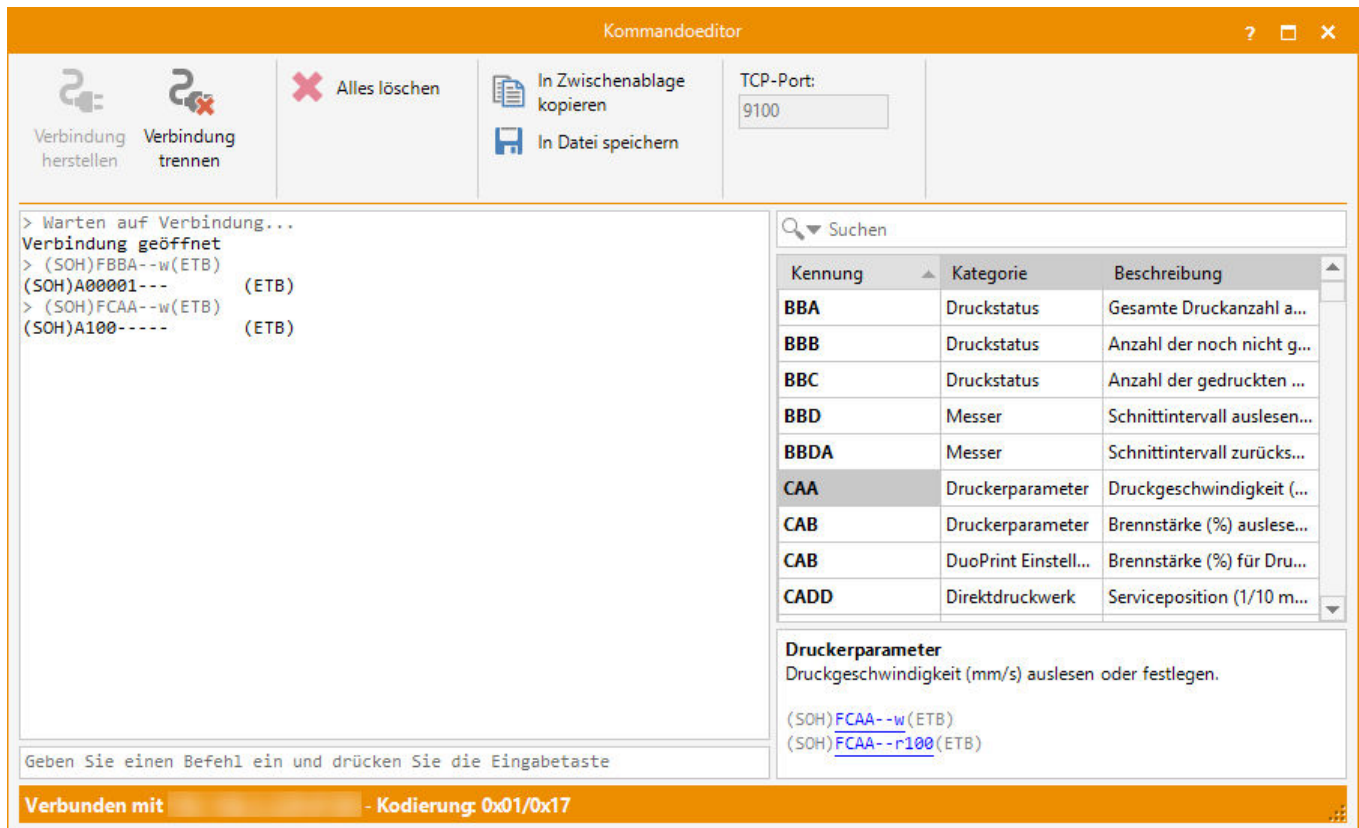 Kommandoeditor
Verbindung herstellen
Verbindung trennen
Alles löschen
In Zwischenablage kopieren
In Datei speichern
TCP-Port:
9100
> Warten auf Verbindung...
Verbindung geöffnet
> (SOH)FBBA--w(ETB)
(SOH)A00001--- (ETB)
> (SOH)FCAA--w(ETB)
(SOH)A100----- (ETB)
Geben Sie einen Befehl ein und drücken Sie die Eingabetaste
Suchen
Kennung Kategorie Beschreibung
BBA Druckstatus Gesamte Druckanzahl a...
BBB Druckstatus Anzahl der noch nicht g...
BBC Druckstatus Anzahl der gedruckten ...
BBD Messer Schnittintervall auslesen...
BBDA Messer Schnittintervall zurücks...
CAA Druckerparameter Druckgeschwindigkeit (...
CAB Druckerparameter Brennstärke (%) auslese...
CAB DuoPrint Einstell... Brennstärke (%) für Dru...
CADD Direktdruckwerk Serviceposition (1/10 m...
Druckerparameter
Druckgeschwindigkeit (mm/s) auslesen oder festlegen.
(SOH)FCAA--w(ETB)
(SOH)FCAA--r100(ETB)
Verbunden mit - Kodierung: 0x01/0x17